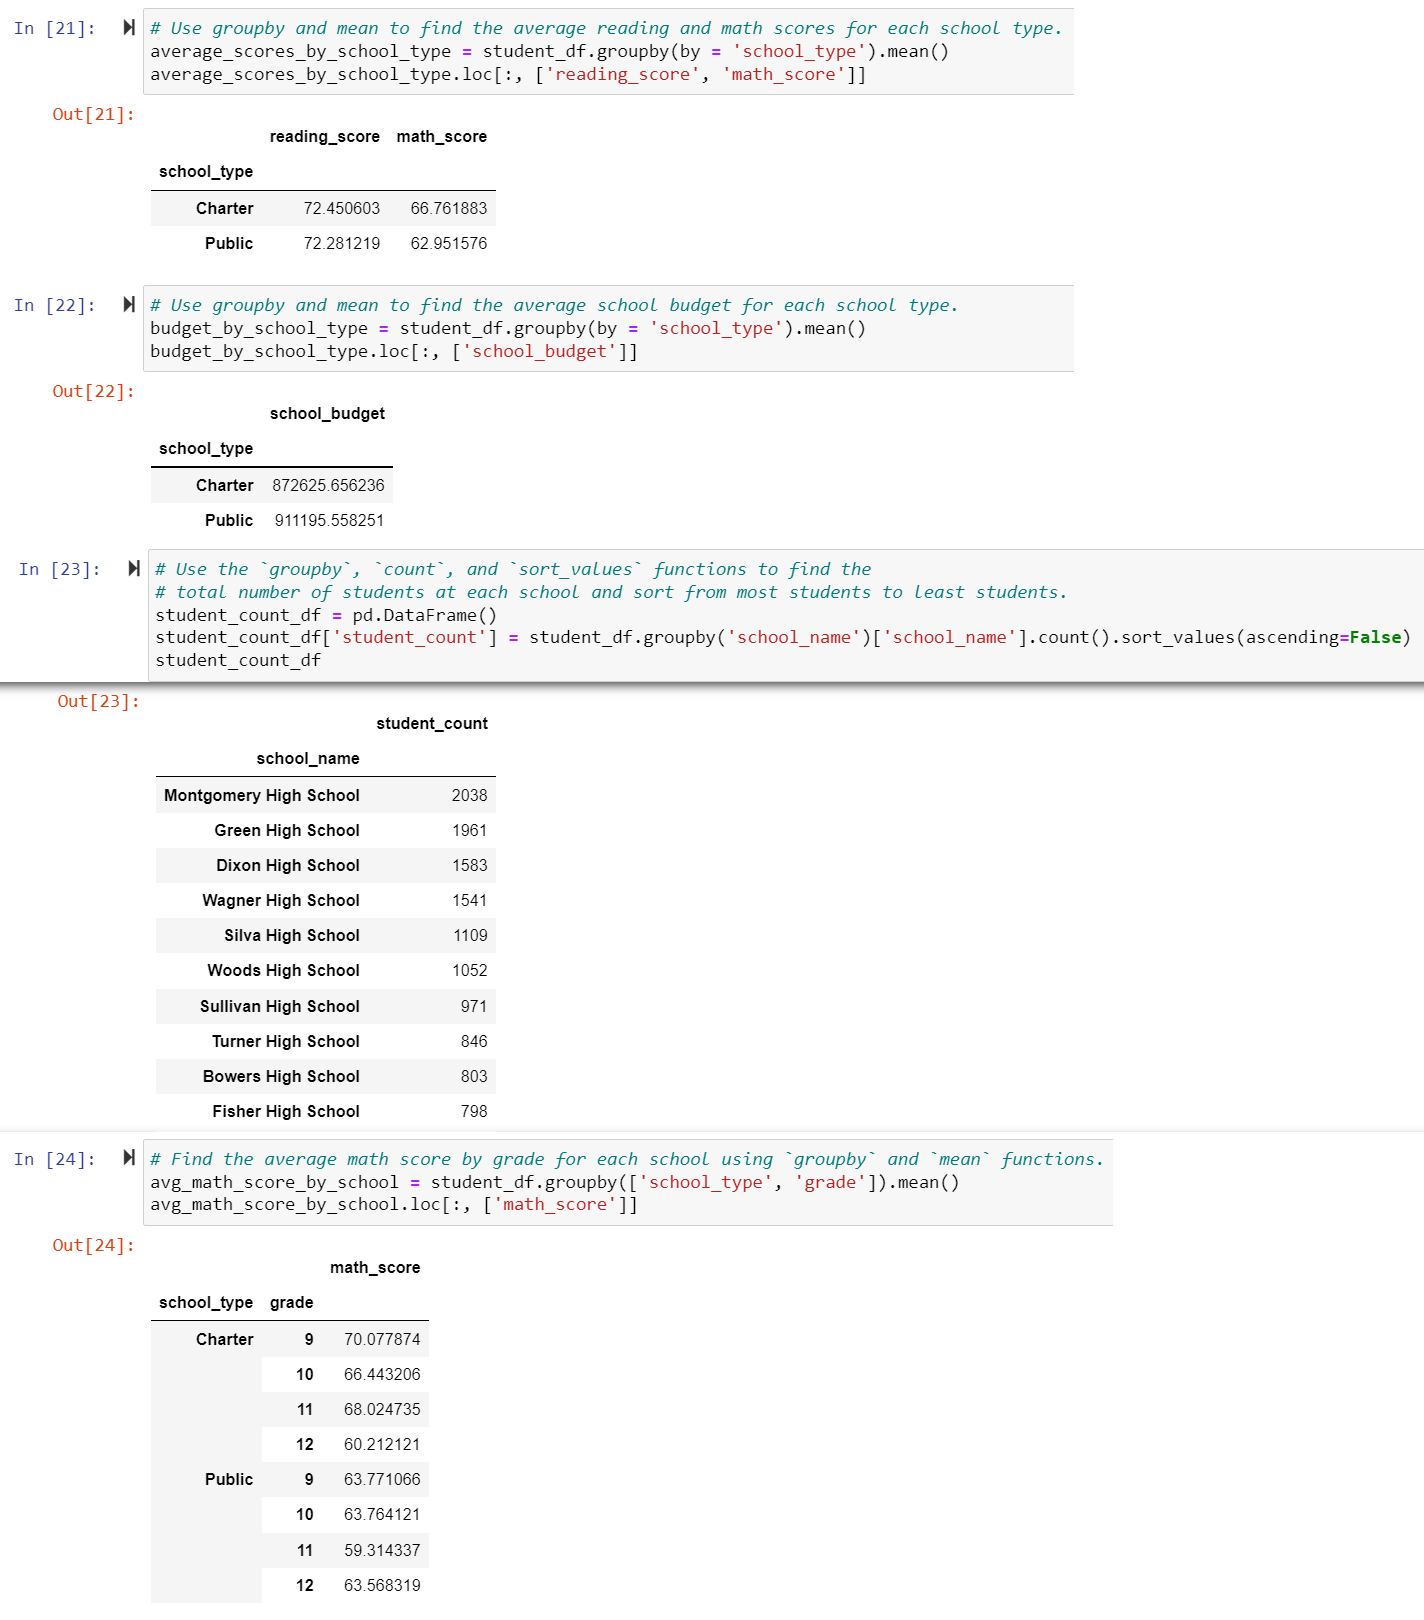 In [21]:
# Use groupby and mean to find the average reading and math scores for each school type.
average_scores_by_school_type = student_df.groupby(by = 'school_type').mean()
average_scores_by_school_type.loc[:, ['reading_score', 'math_score']]
Out[21]:
reading_score math_score
school_type
Charter 72.450603 66.761883
Public 72.281219 62.951576
In [22]:
# Use groupby and mean to find the average school budget for each school type.
budget_by_school_type = student_df.groupby(by = 'school_type').mean()
budget_by_school_type.loc[:, ['school_budget']]
Out[22]:
school_budget
school_type
Charter 872625.656236
Public 911195.558251
In [23]:
# Use the `groupby`, `count`, and `sort_values` functions to find the
# total number of students at each school and sort from most students to least students.
student_count_df = pd.DataFrame()
student_count_df['student_count'] = student_df.groupby('school_name')['school_name'].count().sort_values(ascending=False)
student_count_df
Out[23]:
student_count
school_name
Montgomery High School 2038
Green High School 1961
Dixon High School 1583
Wagner High School 1541
Silva High School 1109
Woods High School 1052
Sullivan High School 971
Turner High School 846
Bowers High School 803
Fisher High School 798
In [24]:
# Find the average math score by grade for each school using `groupby` and `mean` functions.
avg_math_score_by_school = student_df.groupby(['school_type', 'grade']).mean()
avg_math_score_by_school.loc[:, ['math_score']]
Out[24]:
math_score
school_type grade
Charter 9 70.077874
10 66.443206
11 68.024735
12 60.212121
Public 9 63.771066
10 63.764121
11 59.314337
12 63.568319